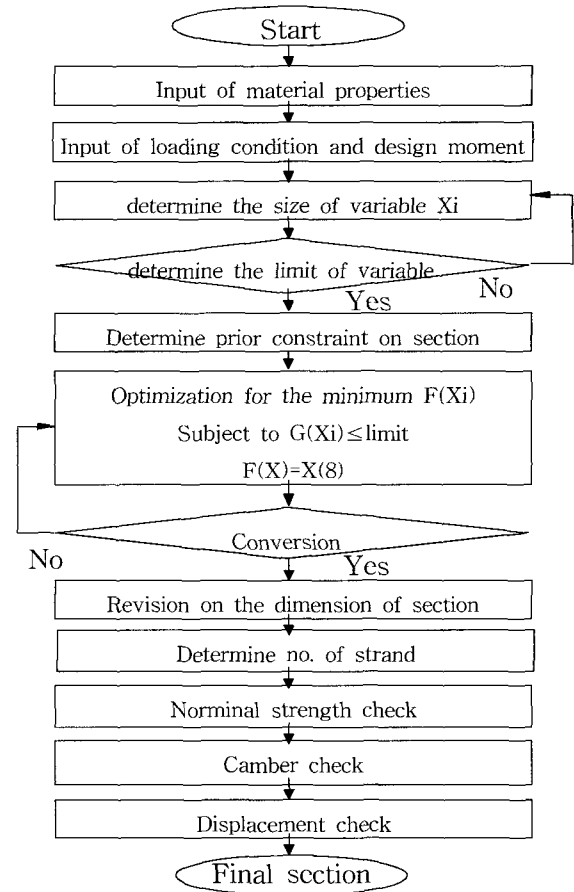 Start
Input of material properties
Input of loading condition and design moment
determine the size of variable Xi
determine the limit of variable
No
Yes
Determine prior constraint on section
Optimization for the minimum F(Xi)
Subject to G(Xi)≤limit
F(X)=X(8)
Conversion
No
Yes
Revision on the dimension of section
Determine no. of strand
Norminal strength check
Camber check
Displacement check
Final section